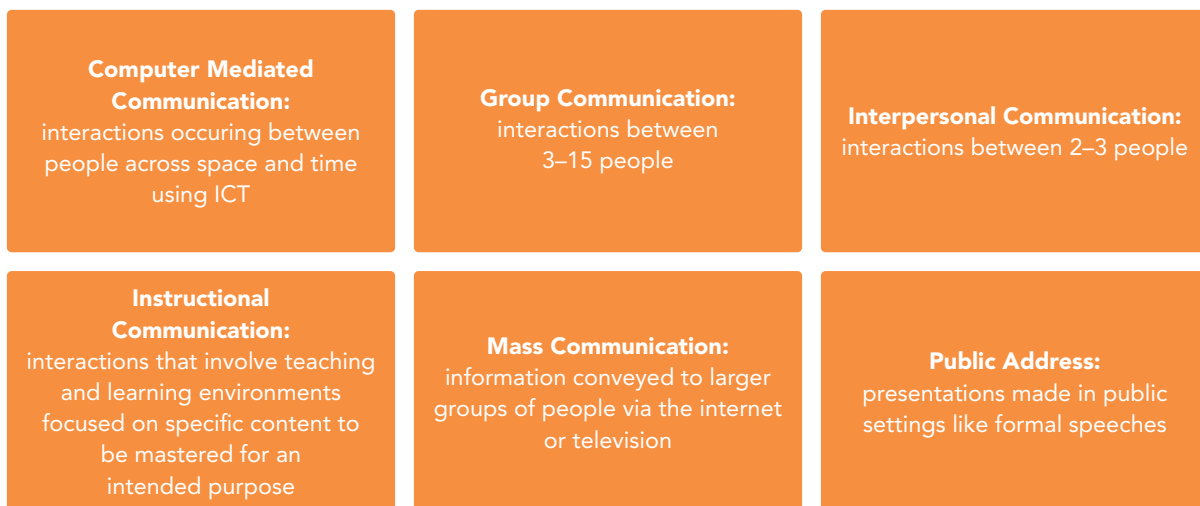 Computer Mediated
Communication:
interactions occuring between
people across space and time
using ICT
Group Communication:
interactions between
3–15 people
Interpersonal Communication:
interactions between 2–3 people
Instructional
Communication:
interactions that involve teaching
and learning environments
focused on specific content to
be mastered for an
intended purpose
Mass Communication:
information conveyed to larger
groups of people via the internet
or television
Public Address:
presentations made in public
settings like formal speeches